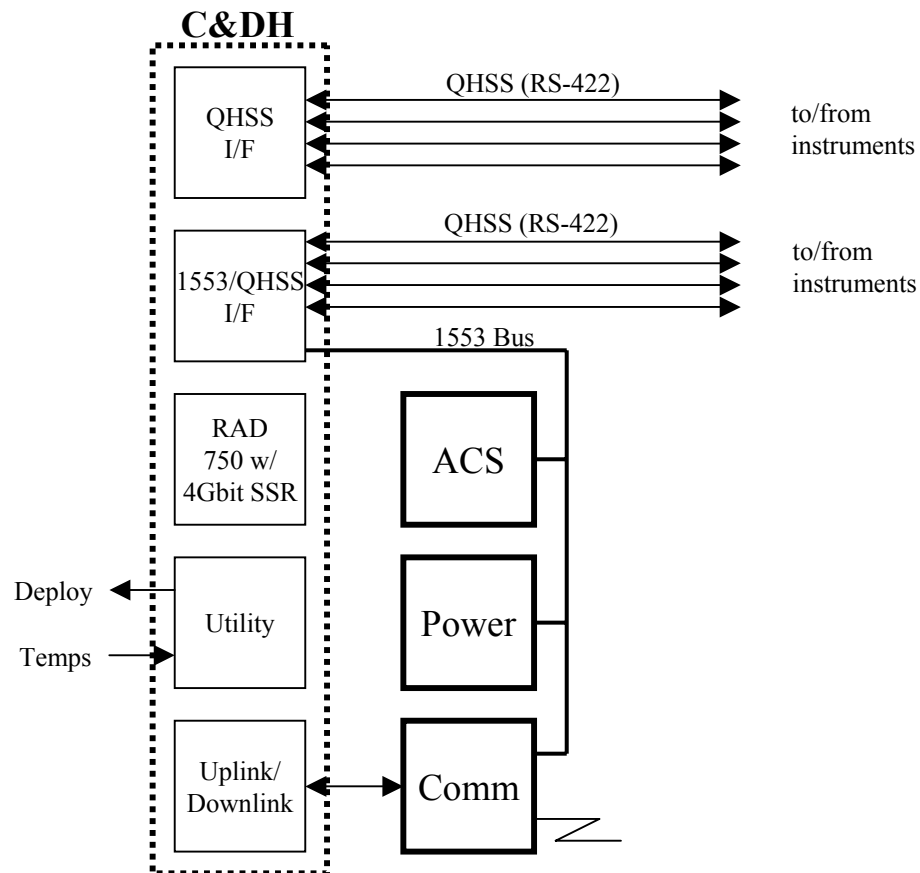 C&DH
QHSS
I/F
QHSS (RS-422)
to/from
instruments
1553/QHSS
I/F
QHSS (RS-422)
to/from
instruments
1553 Bus
RAD
750 w/
4Gbit SSR
ACS
Deploy
Temps
Utility
Power
Uplink/
Downlink
Comm